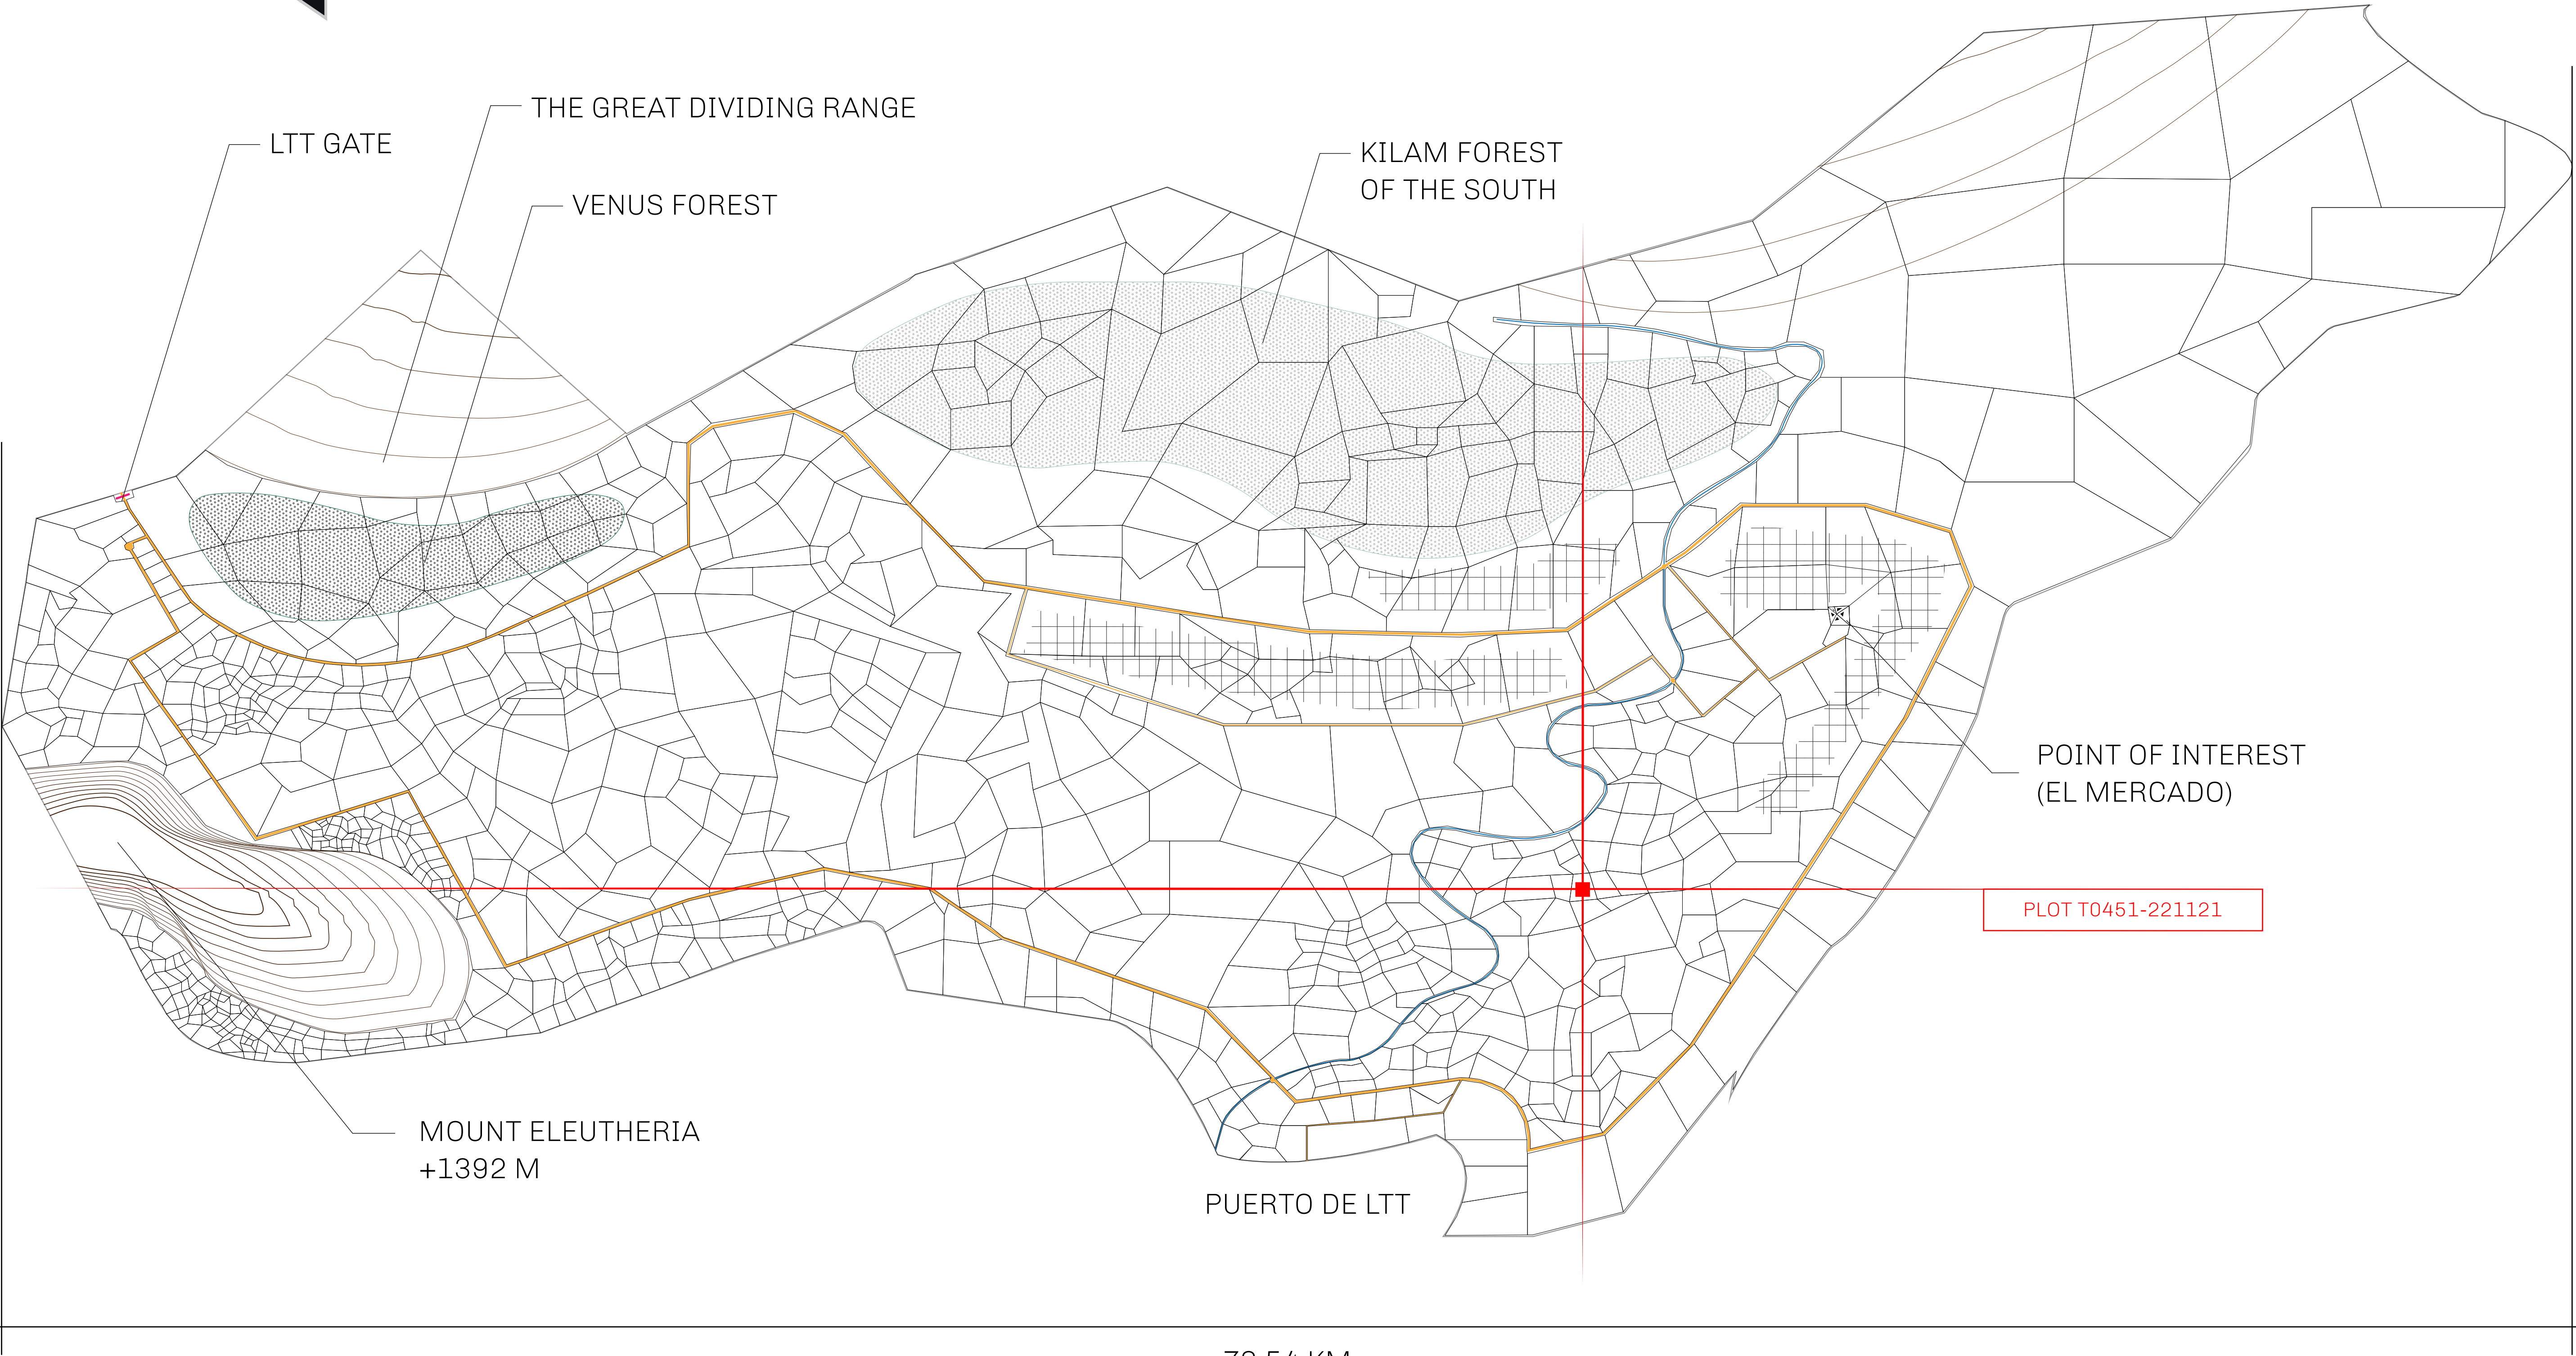 THE GREAT DIVIDING RANGE
LTT GATE
VENUS FOREST
KILAM FOREST
OF THE SOUTH
POINT OF INTEREST
(EL MERCADO)
PLOT T0451-221121
MOUNT ELEUTHERIA
+1392 M
PUERTO DE LTT
KM